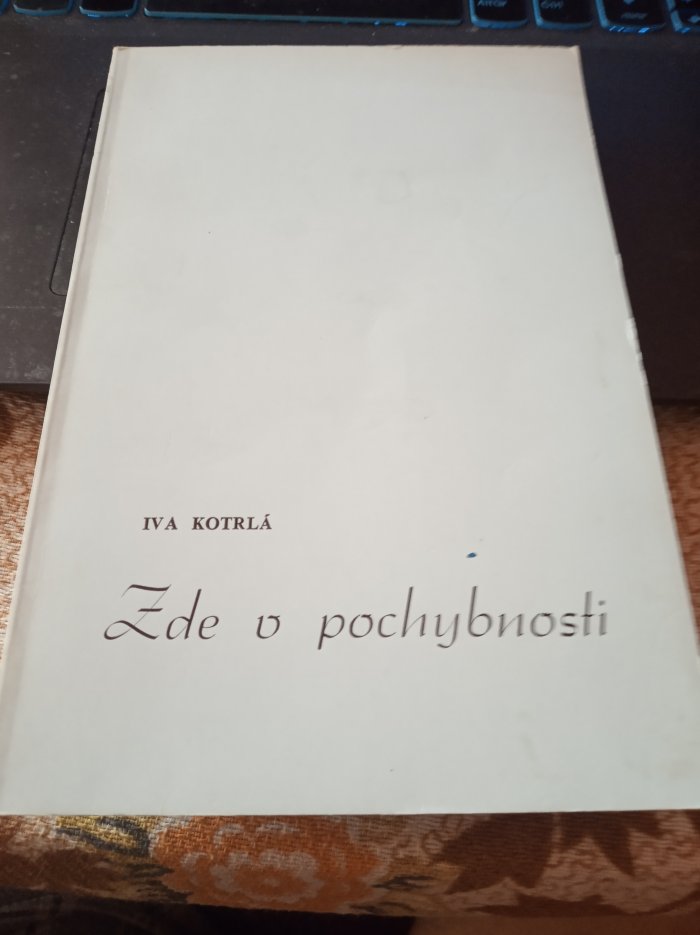 IVA KOTRLÁ
Zde v pochybnosti